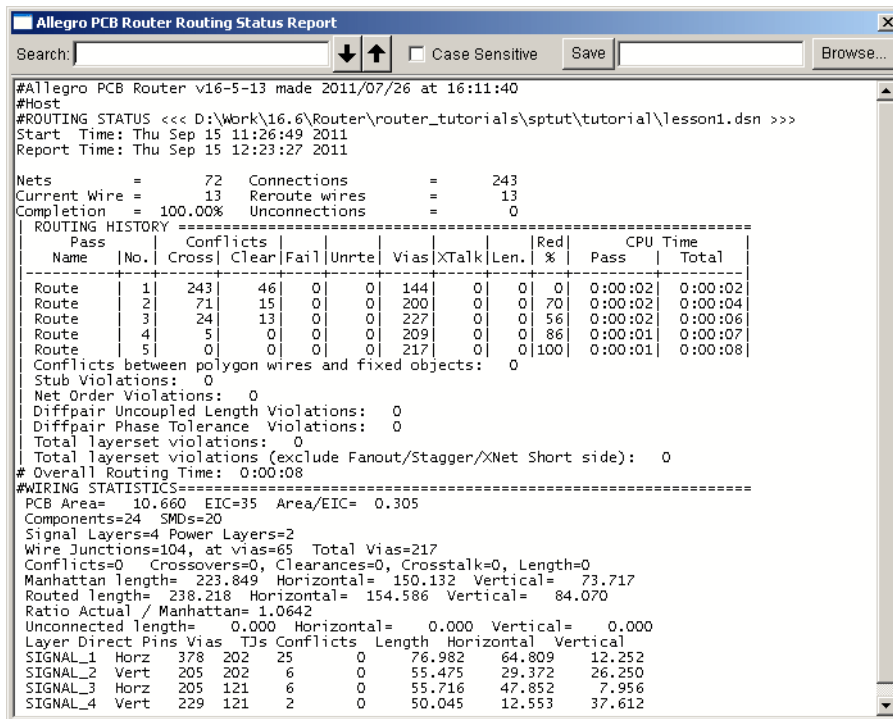 Allegro PCB Router Routing Status Report
Search: Case Sensitive Save Browse...
#Allegro PCB Router v16-5-13 made 2011/07/26 at 16:11:40
#Host
#ROUTING STATUS <<< D:\Work\16.6\Router\router_tutorials\sptut\tutorial\lesson1.dsn >>>
Start  Time: Thu Sep 15 11:26:49 2011
Report Time: Thu Sep 15 12:23:27 2011
Nets          =      72   Connections         =      243
Current Wire =       13   Reroute wires       =       13
Completion   =  100.00%   Unconnections       =        0
|  ROUTING HISTORY ================================================================
|     Pass      |   Conflicts |    |     |     |     |    |Red|      CPU Time
|     Name  |No.| Cross| Clear|Fail|Unrte| Vias|XTalk|Len.| % |   Pass  |  Total  |
|-----------+---+------+------+----+-----+-----+-----+----+---+---------+---------|
|  Route    |  1|   243|    46|   0|    0|  144|    0|   0|  0|  0:00:02|  0:00:02|
|  Route    |  2|    71|    15|   0|    0|  200|    0|   0| 70|  0:00:02|  0:00:04|
|  Route    |  3|    24|    13|   0|    0|  227|    0|   0| 56|  0:00:02|  0:00:06|
|  Route    |  4|     5|     0|   0|    0|  209|    0|   0| 86|  0:00:01|  0:00:07|
|  Route    |  5|     0|     0|   0|    0|  217|    0|   0|100|  0:00:01|  0:00:08|
|  Conflicts between polygon wires and fixed objects:   0
|  Stub Violations:   0
|  Net Order Violations:   0
|  Diffpair Uncoupled Length Violations:   0
|  Diffpair Phase Tolerance  Violations:   0
|  Total layerset violations:   0
|  Total layerset violations (exclude Fanout/Stagger/XNet Short side):   0
# Overall Routing Time:  0:00:08
#WIRING STATISTICS================================================================
PCB Area=   10.660  EIC=35  Area/EIC=  0.305
Components=24  SMDs=20
Signal Layers=4 Power Layers=2
Wire Junctions=104, at vias=65  Total Vias=217
Conflicts=0   Crossovers=0, Clearances=0, Crosstalk=0, Length=0
Manhattan length=  223.849  Horizontal=  150.132  Vertical=   73.717
Routed length=  238.218  Horizontal=  154.586  Vertical=   84.070
Ratio Actual / Manhattan= 1.0642
Unconnected length=    0.000  Horizontal=    0.000  Vertical=    0.000
Layer Direct Pins Vias  TJs Conflicts   Length  Horizontal  Vertical
SIGNAL_1  Horz   378  202   25       0     76.982     64.809     12.252
SIGNAL_2  Vert   205  202    6       0     55.475     29.372     26.250
SIGNAL_3  Horz   205  121    6       0     55.716     47.852      7.956
SIGNAL_4  Vert   229  121    2       0     50.045     12.553     37.612